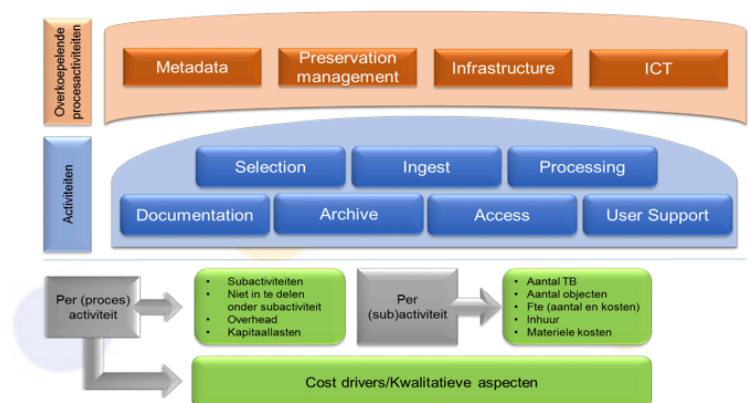 Overkoepelende
procesactiviteiten
Metadata
Preservation
management
Infrastructure
ICT
Activiteiten
Selection
Ingest
Processing
Documentation
Archive
Access
User Support
Per (proces)
activiteit
• Subactiviteiten
• Niet in te delen
onder subactiviteit
• Overhead
• Kapitaallasten
Per
(sub)activiteit
• Aantal TB
• Aantal objecten
• Fte (aantal en kosten)
• Inhuur
• Materiele kosten
Cost drivers/Kwalitatieve aspecten